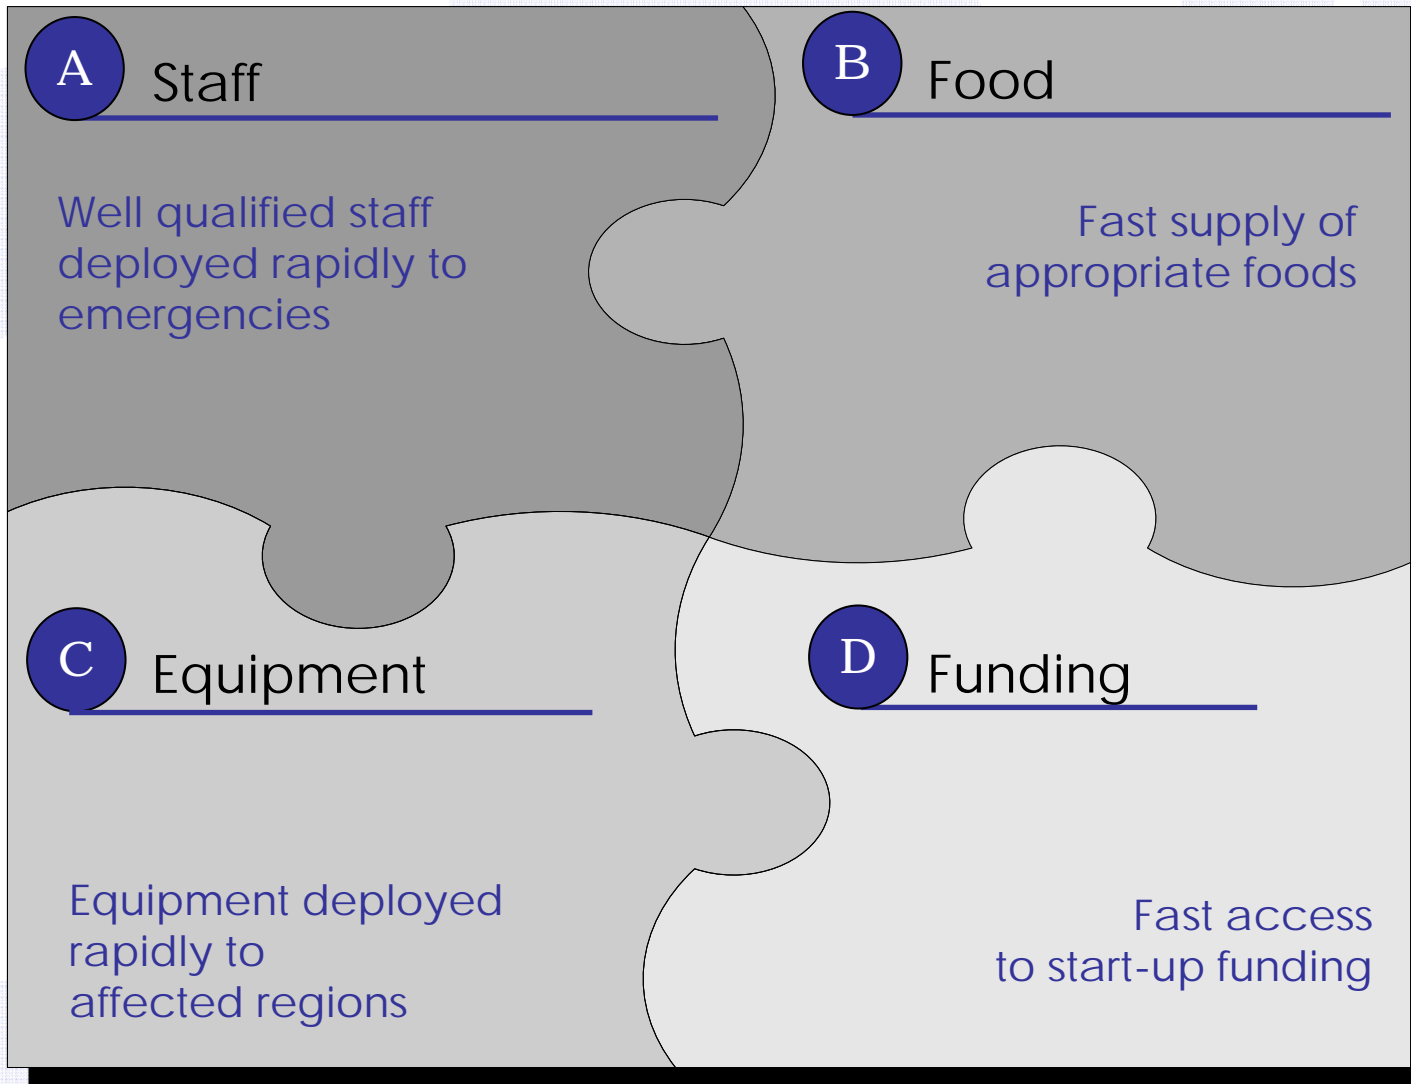 A
Staff
Well qualified staff
deployed rapidly to
emergencies
B
Food
Fast supply of
appropriate foods
C
Equipment
Equipment deployed
rapidly to
affected regions
D
Funding
Fast access
to start-up funding